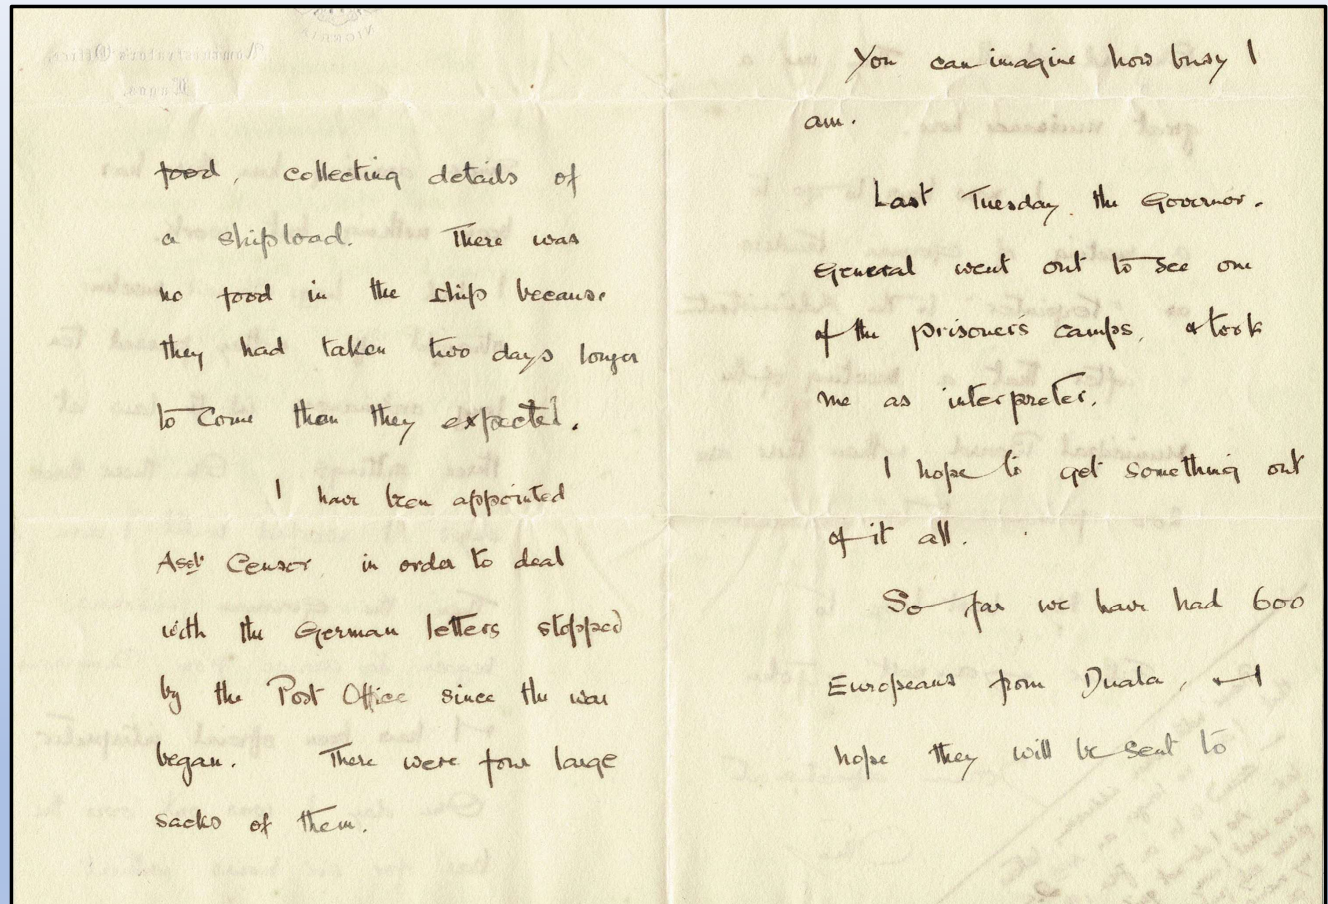 food, collecting details of
a shipload. There was
no food in the ship because
they had taken two days longer
to come than they expected.
I have been appointed
Asst Censor in order to deal
with the German letters stopped
by the Post Office since the war
began. There were four large
sacks of them.
You can imagine how busy I
am.
Last Tuesday the Governor-
General went out to see one
of the prisoners camps, & took
me as interpreter.
I hope to get something out
of it all.
So far we have had 600
Europeans from Duala, & I
hope they will be sent to